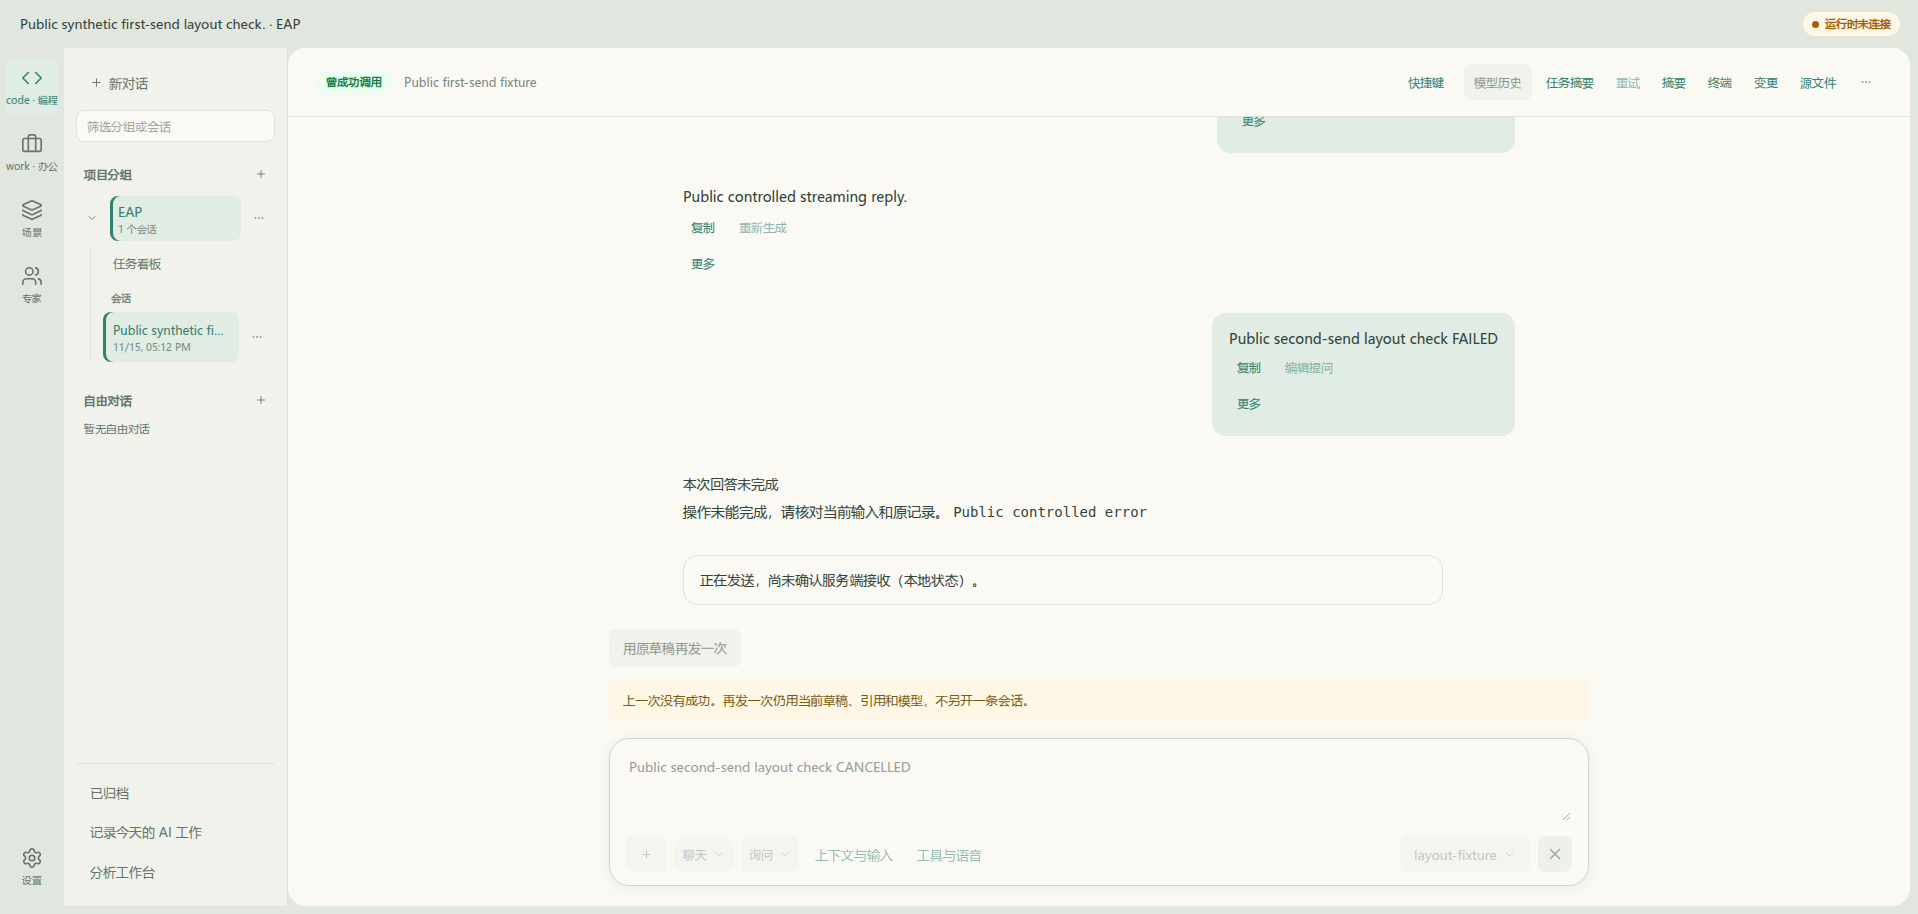 Public synthetic first-send layout check. · EAP
运行时未连接
code · 编程
work · 办公
场景
专家
设置
新对话
筛选分组或会话
项目分组
EAP
1 个会话
任务看板
会话
Public synthetic fi...
11/15, 05:12 PM
自由对话
暂无自由对话
已归档
记录今天的 AI 工作
分析工作台
曾成功调用 Public first-send fixture
快捷键 模型历史 任务摘要 重试 摘要 终端 变更 源文件 ...
更多
Public controlled streaming reply.
复制 重新生成
更多
Public second-send layout check FAILED
复制 编辑提问
更多
本次回答未完成
操作未能完成，请核对当前输入和原记录。 Public controlled error
正在发送，尚未确认服务端接收（本地状态）。
用原草稿再发一次
上一次没有成功。再发一次仍用当前草稿、引用和模型，不另开一条会话。
Public second-send layout check CANCELLED
聊天 询问 上下文与输入 工具与语音 layout-fixture